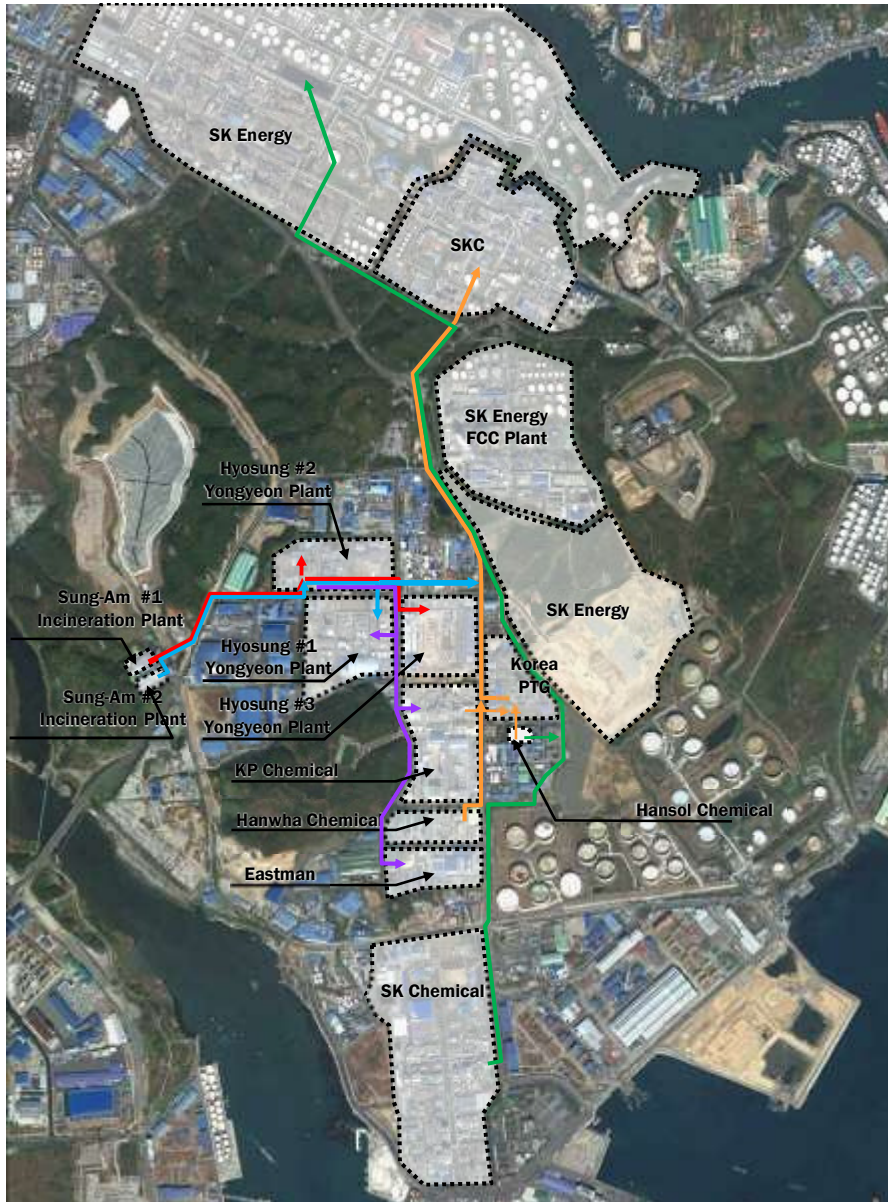 SK Energy
SKC
SK Energy
FCC Plant
Hyosung #2
Yongyeon Plant
Sung-Am #1
Incineration Plant
SK Energy
Hyosung #1
Yongyeon Plant
Korea
PTG
Sung-Am #2
Incineration Plant
Hyosung #3
Yongyeon Plant
KP Chemical
Hansol Chemical
Hanwha Chemical
Eastman
SK Chemical